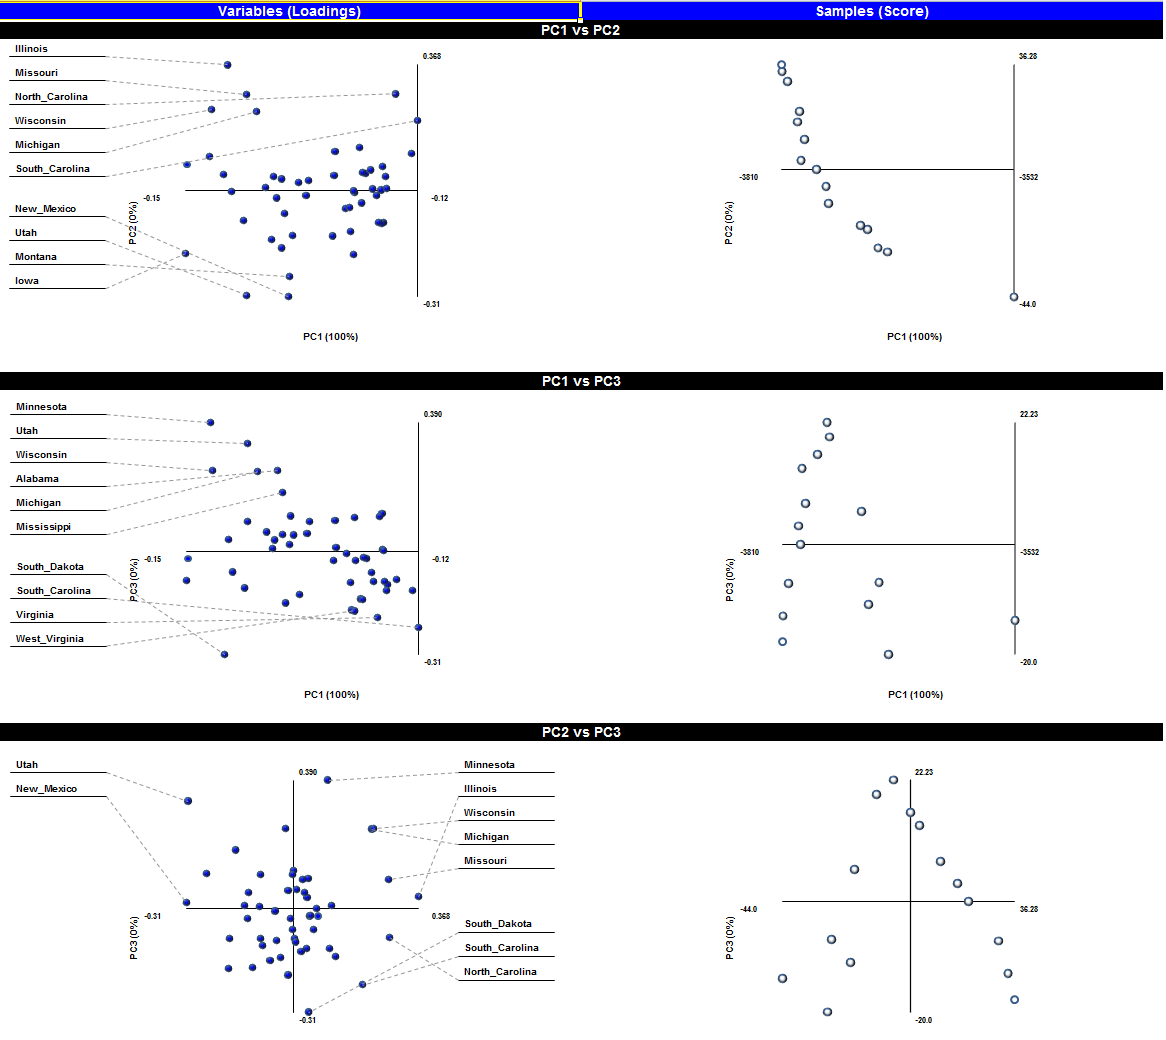 Variables (Loadings) Samples (Score)
PC1 vs PC2
Illinois
Missouri
North_Carolina
Wisconsin
Michigan
South_Carolina
New_Mexico
Utah
Montana
Iowa
0.368
-0.15
-0.12
-0.31
PC2 (0%)
PC1 (100%)
36.28
-3810
-3532
-44.0
PC2 (0%)
PC1 (100%)
PC1 vs PC3
Minnesota
Utah
Wisconsin
Alabama
Michigan
Mississippi
South_Dakota
South_Carolina
Virginia
West_Virginia
0.390
-0.15
-0.12
-0.31
PC3 (0%)
PC1 (100%)
22.23
-3810
-3532
-20.0
PC3 (0%)
PC1 (100%)
PC2 vs PC3
Utah
New_Mexico
Minnesota
Illinois
Wisconsin
Michigan
Missouri
South_Dakota
South_Carolina
North_Carolina
0.390
-0.31
0.368
-0.31
PC3 (0%)
22.23
-44.0
36.28
-20.0
PC3 (0%)